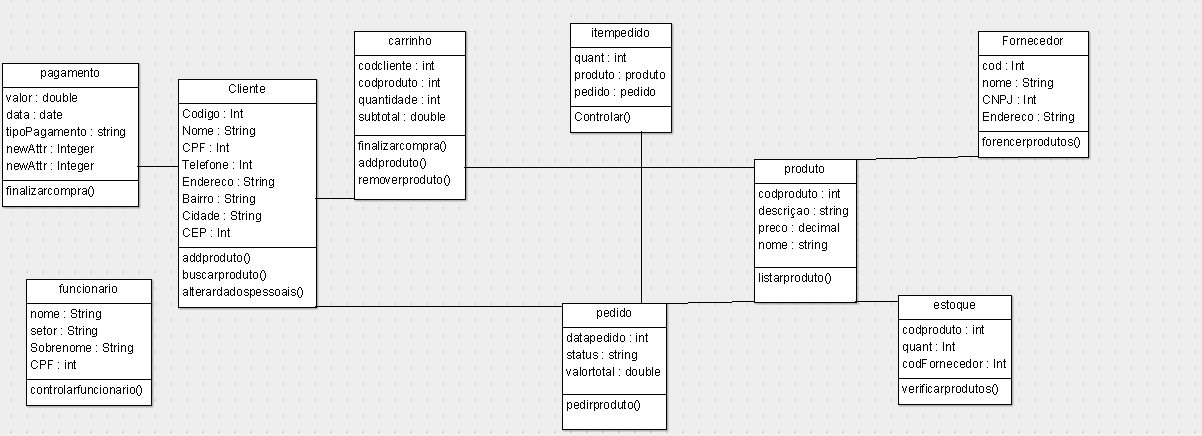 pagamento
valor : double
data : date
tipoPagamento : string
newAttr : Integer
newAttr : Integer
finalizarcompra()
Cliente
Codigo : Int
Nome : String
CPF : Int
Telefone : Int
Endereco : String
Bairro : String
Cidade : String
CEP : Int
addproduto()
buscarproduto()
alterardadospessoais()
carrinho
codcliente : int
codproduto : int
quantidade : int
subtotal : double
finalizarcompra()
addproduto()
removerproduto()
itempedido
quant : int
produto : produto
pedido : pedido
Controlar()
Fornecedor
cod : Int
nome : String
CNPJ : Int
Endereco : String
forencerprodutos()
produto
codproduto : int
descriçao : string
preco : decimal
nome : string
listarproduto()
funcionario
nome : String
setor : String
Sobrenome : String
CPF : int
controlarfuncionario()
pedido
datapedido : int
status : string
valortotal : double
pedirproduto()
estoque
codproduto : int
quant : Int
codFornecedor : Int
verificarprodutos()